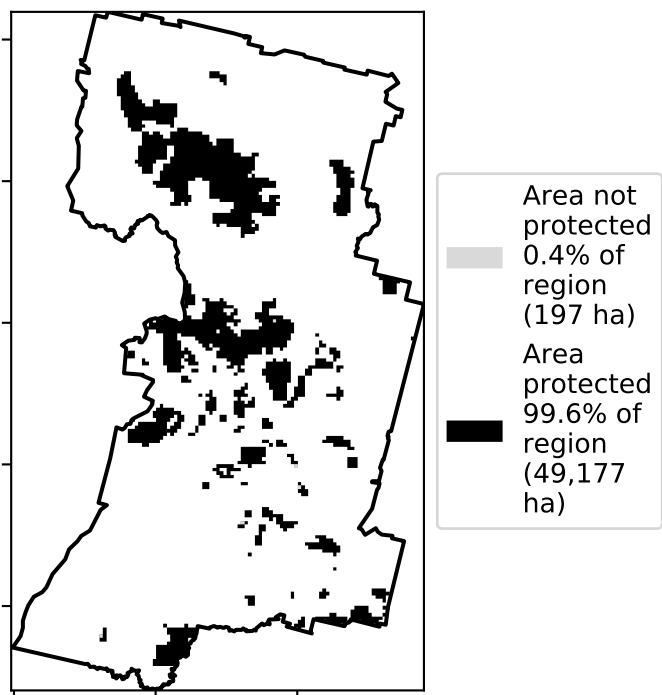 Area not
protected
0.4% of
region
(197 ha)
Area
protected
99.6% of
region
(49,177
ha)